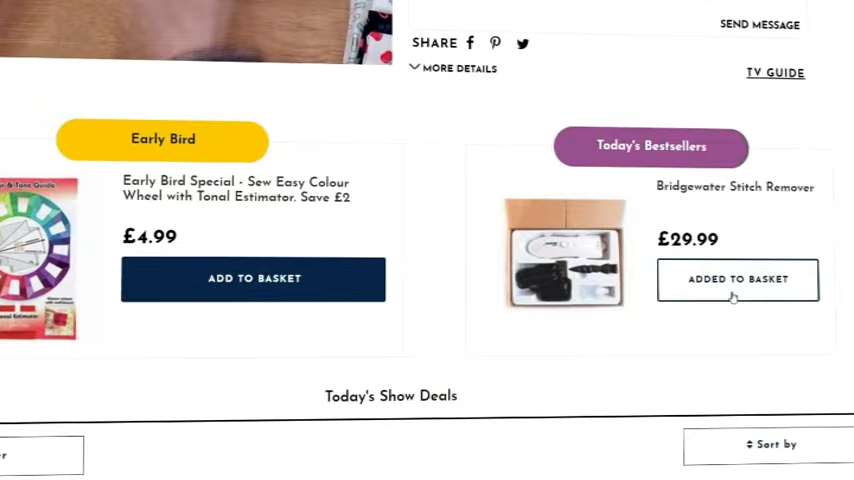 SEND MESSAGE
SHARE
MORE DETAILS
TV GUIDE
Early Bird
Today's Bestsellers
& Tone Guide
Early Bird Special - Sew Easy Colour
Wheel with Tonal Estimator. Save £2
£4.99
ADD TO BASKET
Bridgewater Stitch Remover
£29.99
ADDED TO BASKET
Today's Show Deals
Sort by